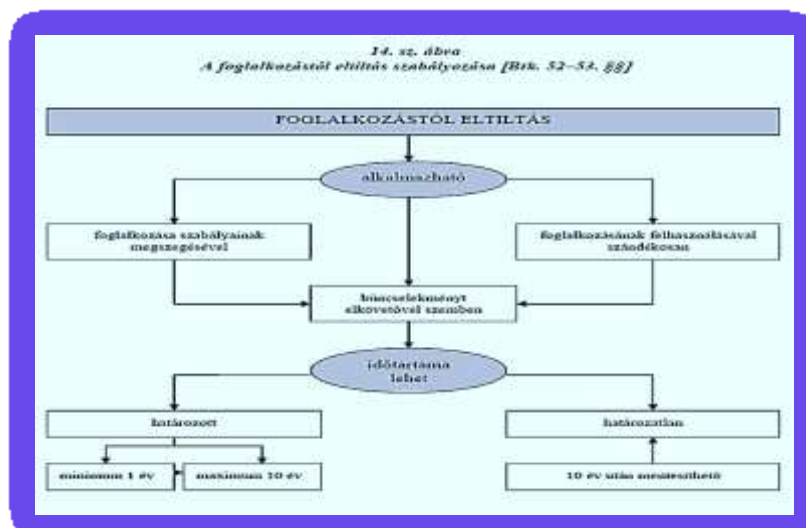 14. sz. ábra
A foglalkozástól eltiltás szabályozása [Btk. 52–53. §§]
FOGLALKOZÁSTÓL ELTILTÁS
alkalmazható
foglalkozása szabályainak
megszegésével
foglalkozásának felhasználásával
szándékosan
bűncselekményt
elkövetővel szemben
időtartama
lehet
határozott
határozatlan
minimum 1 év
maximum 10 év
10 év után mentesíthető